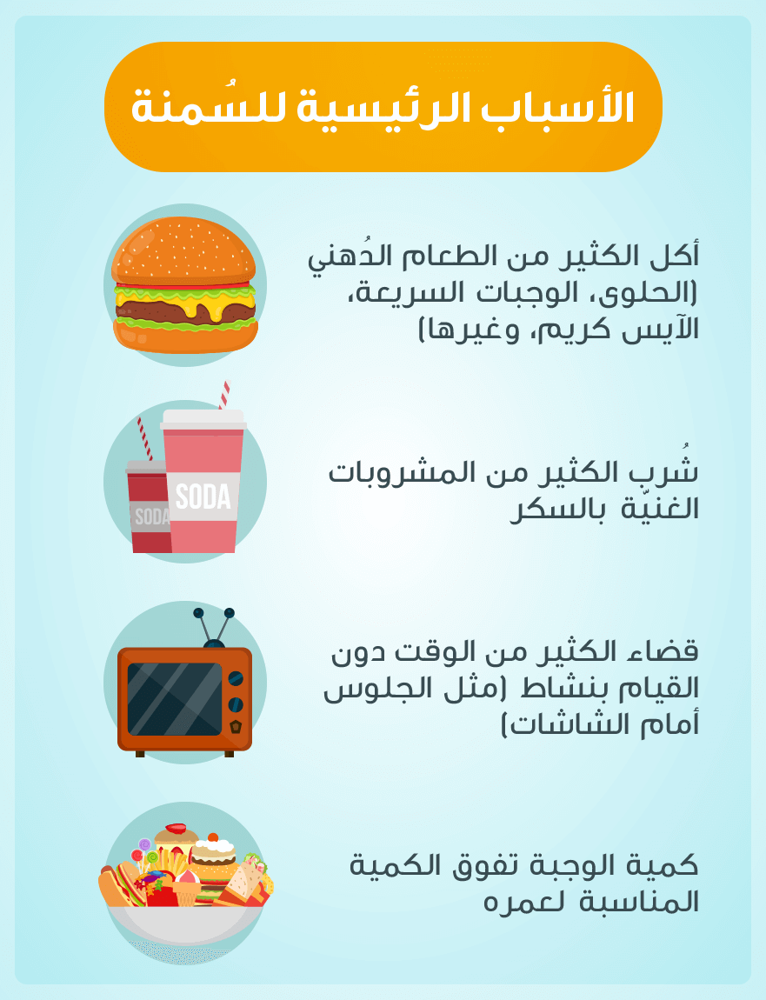 الأسباب الرئيسية للسُمنة
أكل الكثير من الطعام الدُهني
(الحلوى، الوجبات السريعة،
الآيس كريم، وغيرها)
SODA
SODA
شُرب الكثير من المشروبات
الغنيّة بالسكر
قضاء الكثير من الوقت دون
القيام بنشاط (مثل الجلوس
أمام الشاشات)
كمية الوجبة تفوق الكمية
المناسبة لعمره